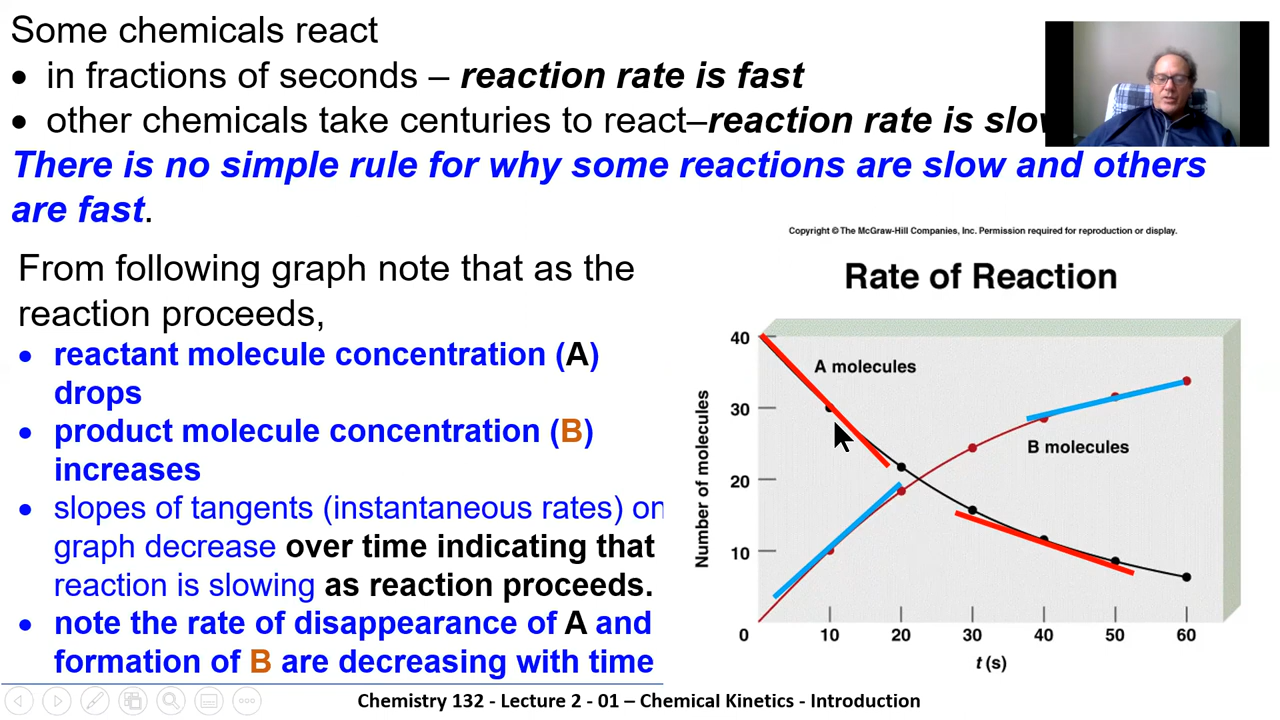 Some chemicals react
• in fractions of seconds – reaction rate is fast
• other chemicals take centuries to react–reaction rate is slow
There is no simple rule for why some reactions are slow and others
are fast.
From following graph note that as the
reaction proceeds,
• reactant molecule concentration (A)
drops
• product molecule concentration (B)
increases
• slopes of tangents (instantaneous rates) on
graph decrease over time indicating that
reaction is slowing as reaction proceeds.
• note the rate of disappearance of A and
formation of B are decreasing with time
Copyright © The McGraw-Hill Companies, Inc. Permission required for reproduction or display.
Rate of Reaction
Number of molecules
40
30
20
10
0
A molecules
B molecules
10 20 30 40 50 60
t (s)
Chemistry 132 - Lecture 2 - 01 – Chemical Kinetics - Introduction